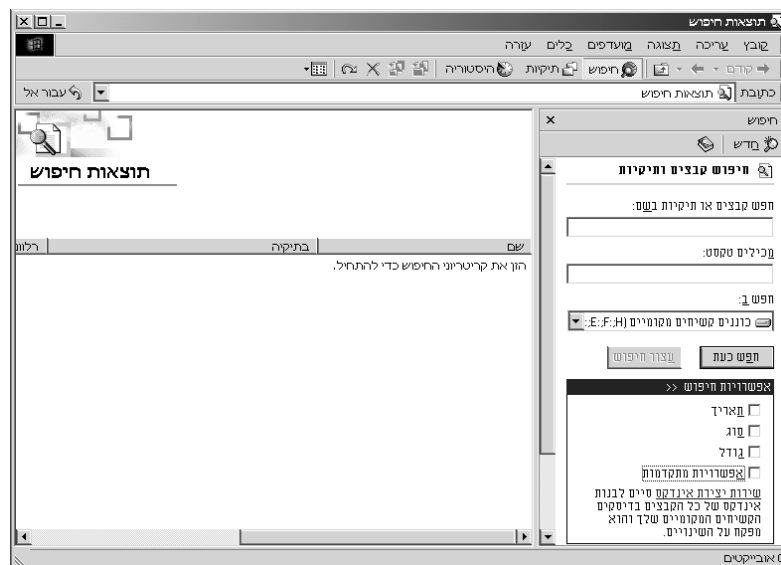 תוצאות חיפוש
קובץ עריכה תצוגה מועדפים כלים עזרה
קודם חיפוש תיקיות היסטוריה
כתובת תוצאות חיפוש עבור אל
חיפוש
חדש
חיפוש קבצים ותיקיות
חפש קבצים או תיקיות בשם:
מכילים טקסט:
חפש ב:
כוננים קשיחים מקומיים (H:;F:;E:;
חפש כעת עצור חיפוש
אפשרויות חיפוש <<
תאריך
סוג
גודל
אפשרויות מתקדמות
שירות יצירת אינדקס סיים לבנות
אינדקס של כל הקבצים בדיסקים
הקשיחים המקומיים שלך והוא
מפקח על השינויים.
תוצאות חיפוש
שם בתיקיה
הזן את קריטריוני החיפוש כדי להתחיל.
0 אובייקטים